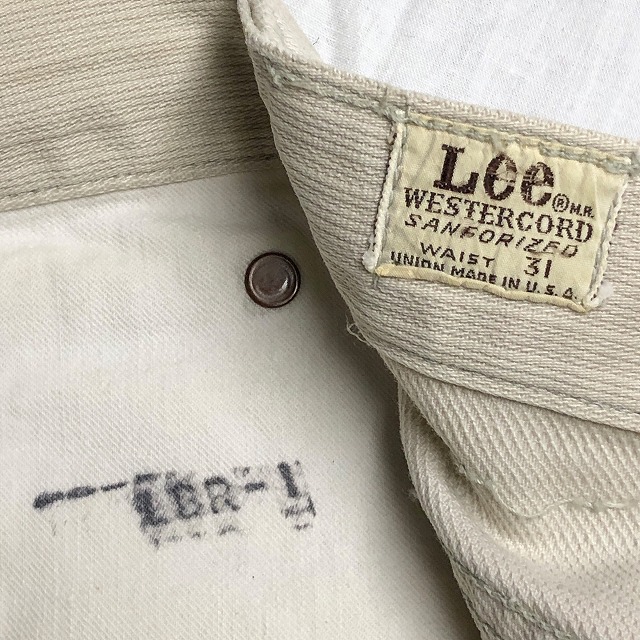 Lee ® M.R.
WESTERCORD
SANFORIZED
WAIST 31
UNION MADE IN U.S.A.